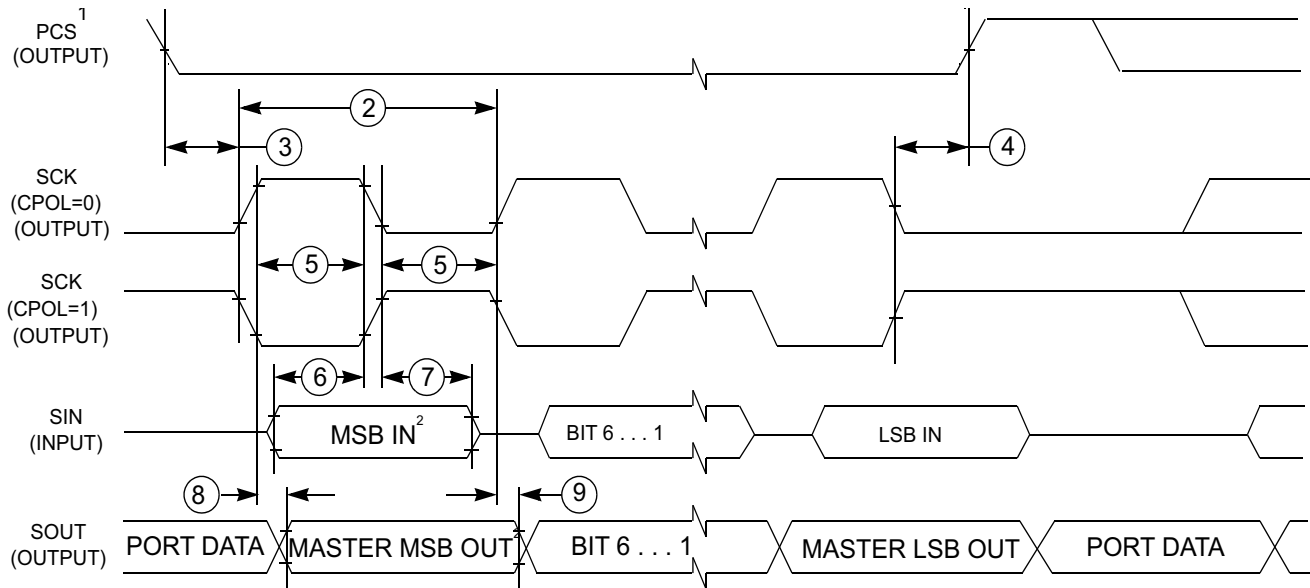 PCS¹
(OUTPUT)
2
3
4
SCK
(CPOL=0)
(OUTPUT)
5
5
SCK
(CPOL=1)
(OUTPUT)
6
7
SIN
(INPUT)
MSB IN²
BIT 6 . . . 1
LSB IN
8
9
SOUT
(OUTPUT)
PORT DATA
MASTER MSB OUT²
BIT 6 . . . 1
MASTER LSB OUT
PORT DATA